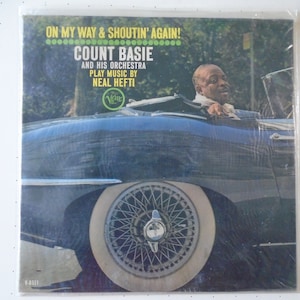 ON MY WAY & SHOUTIN' AGAIN!
COUNT BASIE
AND HIS ORCHESTRA
PLAY MUSIC BY
NEAL HEFTI
Verve